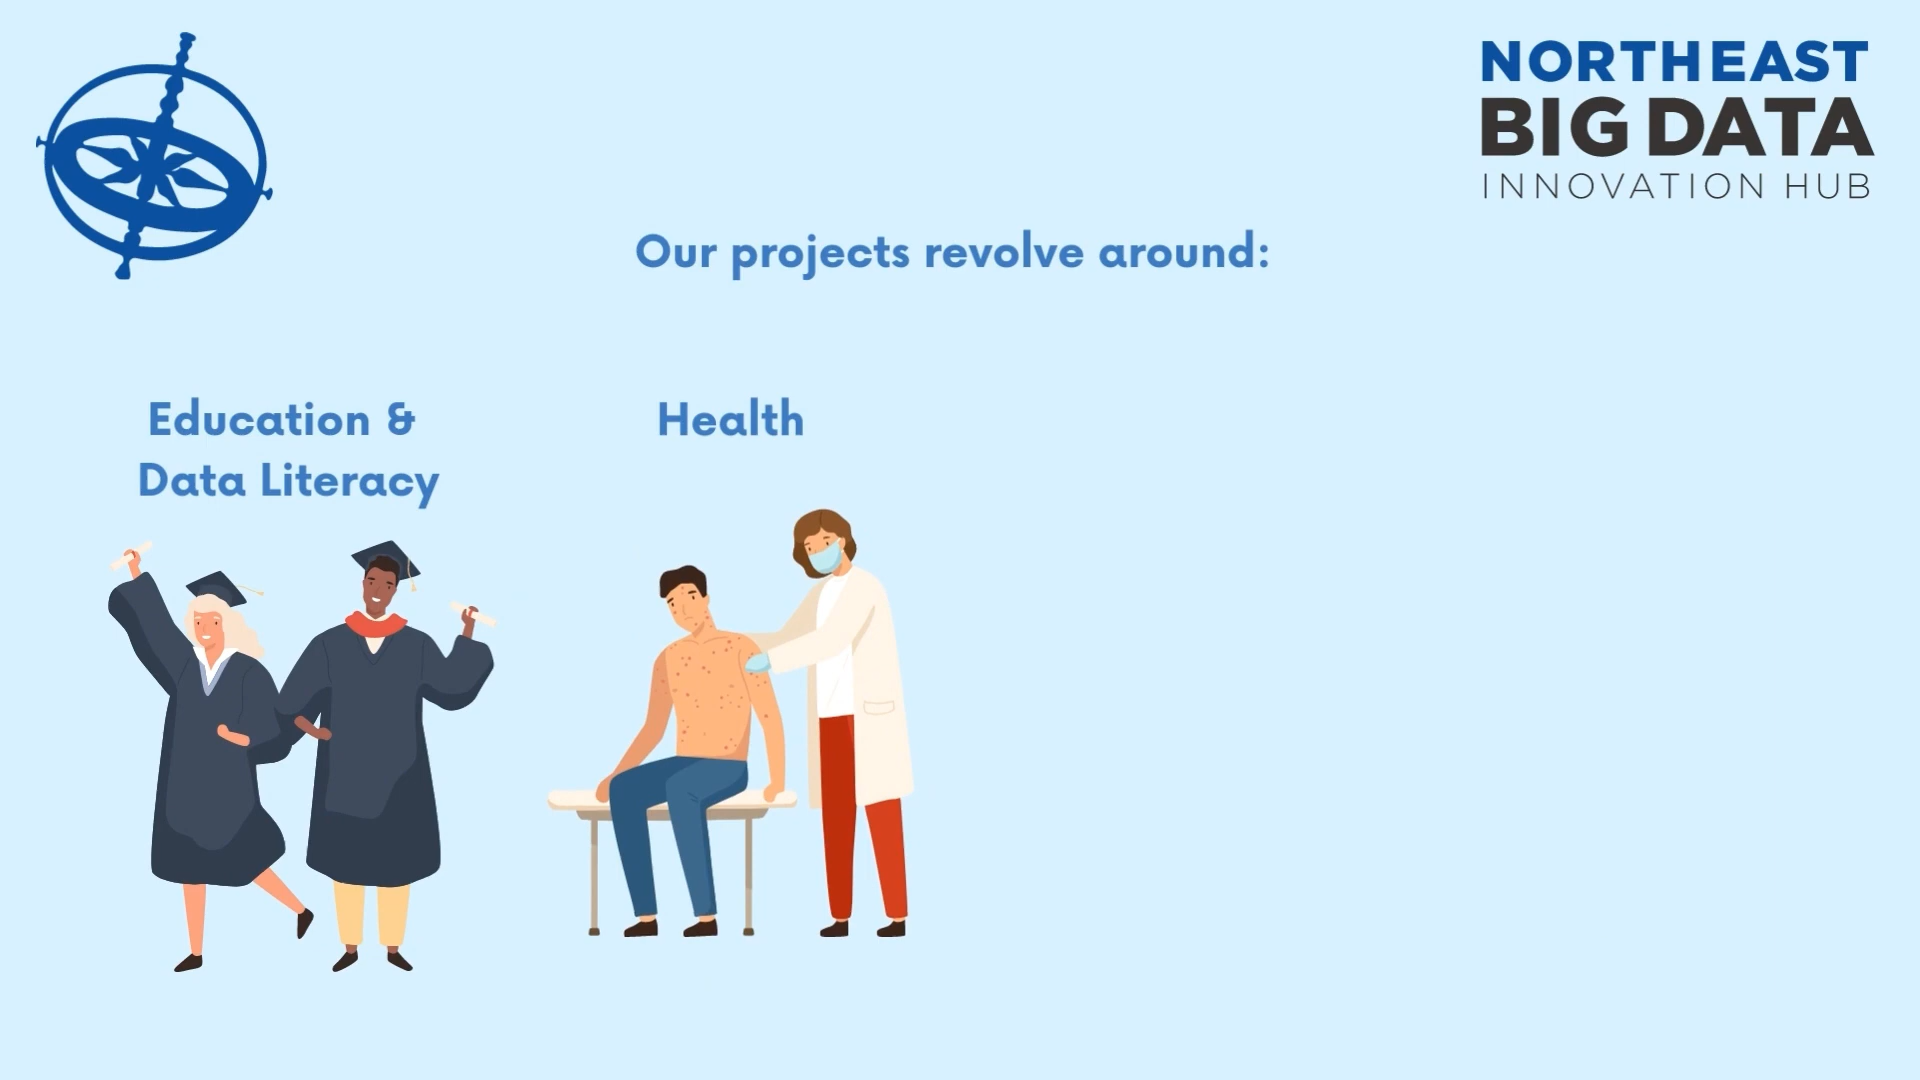 NORTHEAST
BIG DATA
INNOVATION HUB
Our projects revolve around:
Education &
Data Literacy
Health